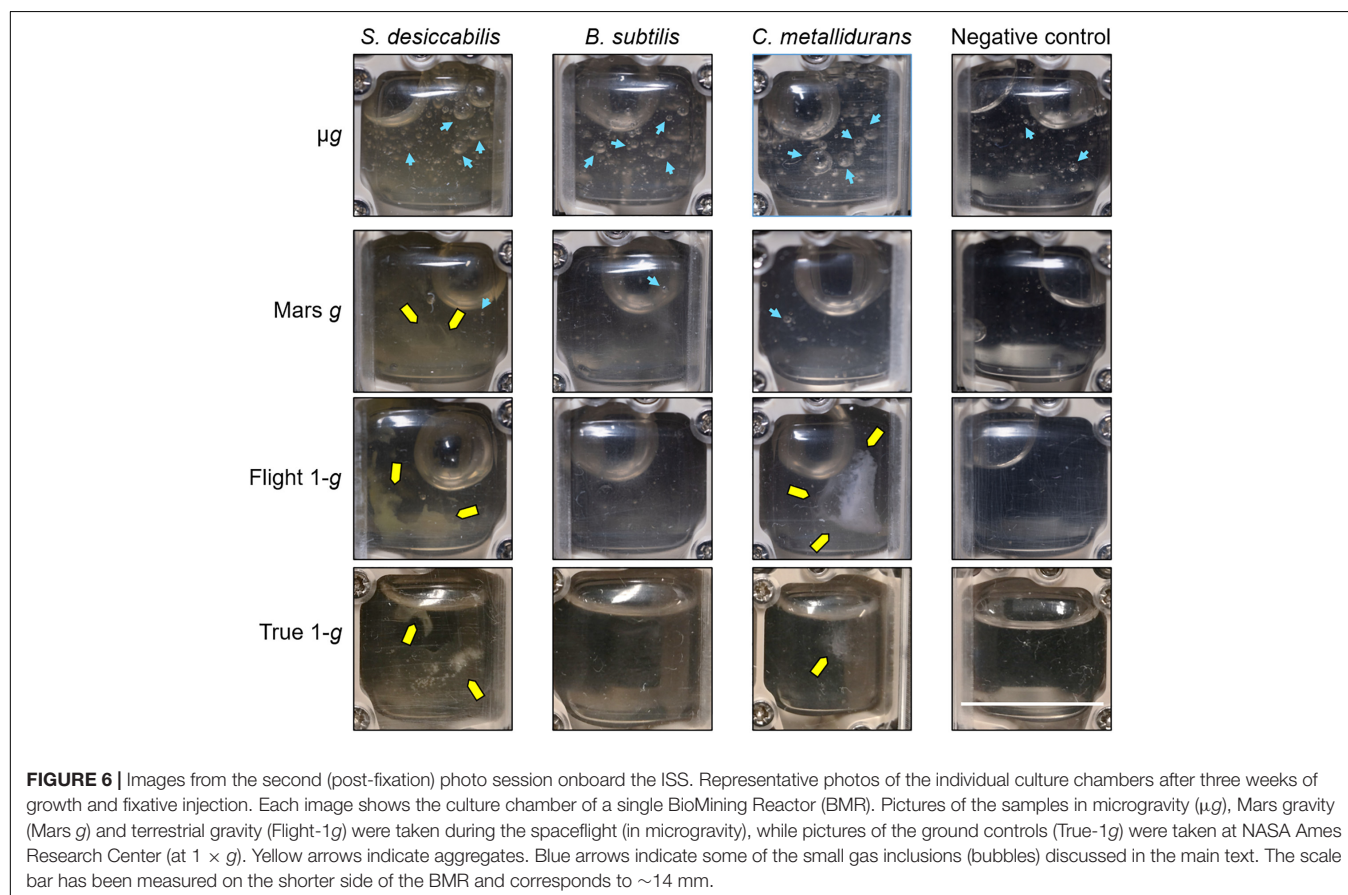 S. desiccabilis B. subtilis C. metallidurans Negative control
µg
Mars g
Flight 1-g
True 1-g
FIGURE 6 | Images from the second (post-fixation) photo session onboard the ISS. Representative photos of the individual culture chambers after three weeks of
growth and fixative injection. Each image shows the culture chamber of a single BioMining Reactor (BMR). Pictures of the samples in microgravity (µg), Mars gravity
(Mars g) and terrestrial gravity (Flight-1g) were taken during the spaceflight (in microgravity), while pictures of the ground controls (True-1g) were taken at NASA Ames
Research Center (at 1 × g). Yellow arrows indicate aggregates. Blue arrows indicate some of the small gas inclusions (bubbles) discussed in the main text. The scale
bar has been measured on the shorter side of the BMR and corresponds to ∼14 mm.